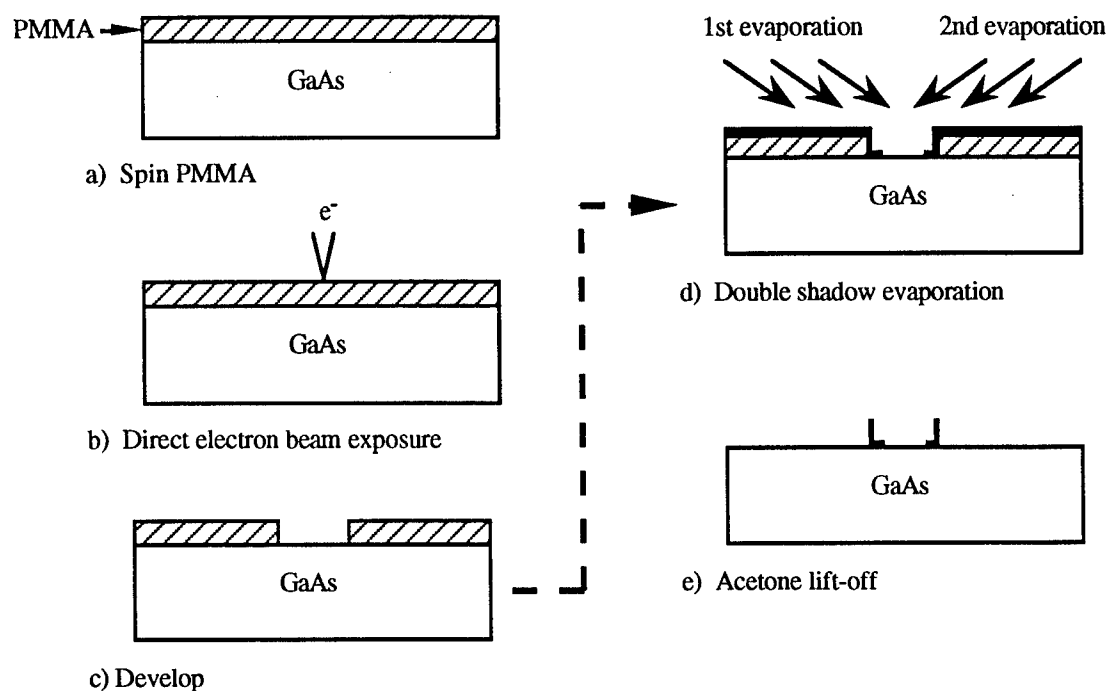 PMMA
GaAs
a) Spin PMMA
e-
GaAs
b) Direct electron beam exposure
GaAs
c) Develop
1st evaporation
2nd evaporation
GaAs
d) Double shadow evaporation
GaAs
e) Acetone lift-off